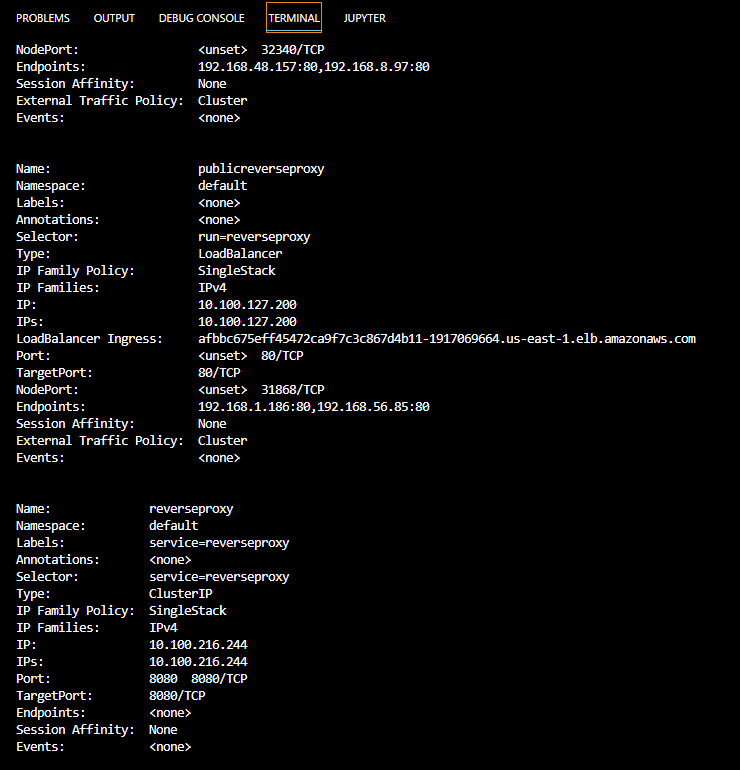 PROBLEMS OUTPUT DEBUG CONSOLE TERMINAL JUPYTER
NodePort: <unset> 32340/TCP
Endpoints: 192.168.48.157:80,192.168.8.97:80
Session Affinity: None
External Traffic Policy: Cluster
Events: <none>
Name: publicreverseproxy
Namespace: default
Labels: <none>
Annotations: <none>
Selector: run=reverseproxy
Type: LoadBalancer
IP Family Policy: SingleStack
IP Families: IPv4
IP: 10.100.127.200
IPs: 10.100.127.200
LoadBalancer Ingress: afbbc675eff45472ca9f7c3c867d4b11-1917069664.us-east-1.elb.amazonaws.com
Port: <unset> 80/TCP
TargetPort: 80/TCP
NodePort: <unset> 31868/TCP
Endpoints: 192.168.1.186:80,192.168.56.85:80
Session Affinity: None
External Traffic Policy: Cluster
Events: <none>
Name: reverseproxy
Namespace: default
Labels: service=reverseproxy
Annotations: <none>
Selector: service=reverseproxy
Type: ClusterIP
IP Family Policy: SingleStack
IP Families: IPv4
IP: 10.100.216.244
IPs: 10.100.216.244
Port: 8080 8080/TCP
TargetPort: 8080/TCP
Endpoints: <none>
Session Affinity: None
Events: <none>